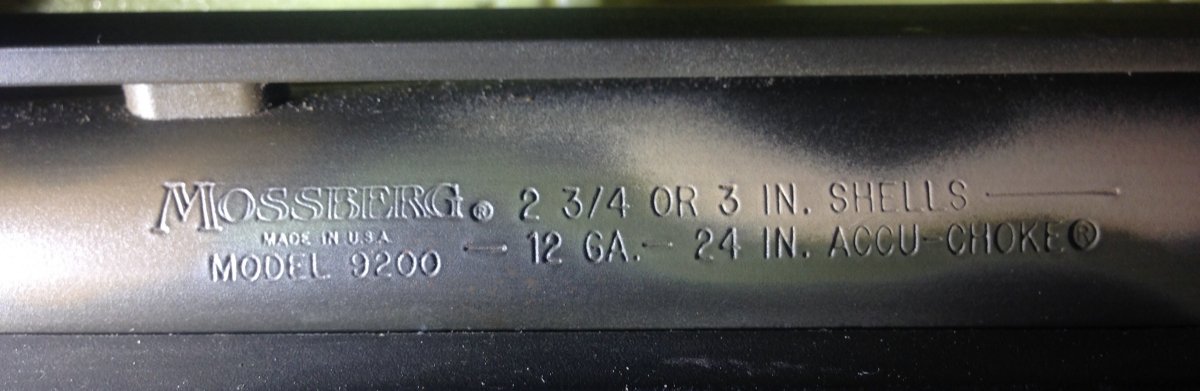 MOSSBERG® 2 3/4 OR 3 IN. SHELLS
MADE IN U.S.A.
MODEL 9200 — 12 GA. — 24 IN. ACCU-CHOKE®